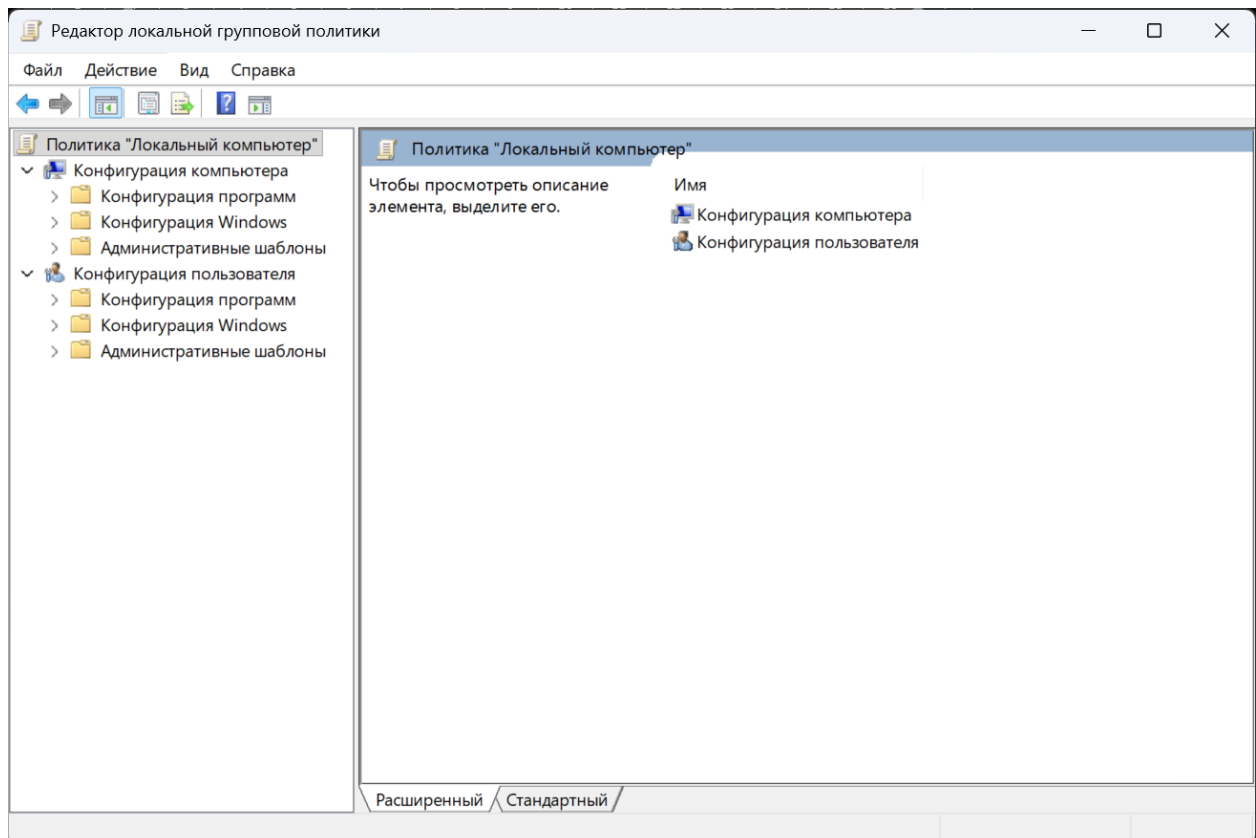 Редактор локальной групповой политики
Файл Действие Вид Справка
Политика "Локальный компьютер"
Конфигурация компьютера
Конфигурация программ
Конфигурация Windows
Административные шаблоны
Конфигурация пользователя
Конфигурация программ
Конфигурация Windows
Административные шаблоны
Политика "Локальный компьютер"
Чтобы просмотреть описание
элемента, выделите его.
Имя
Конфигурация компьютера
Конфигурация пользователя
Расширенный Стандартный